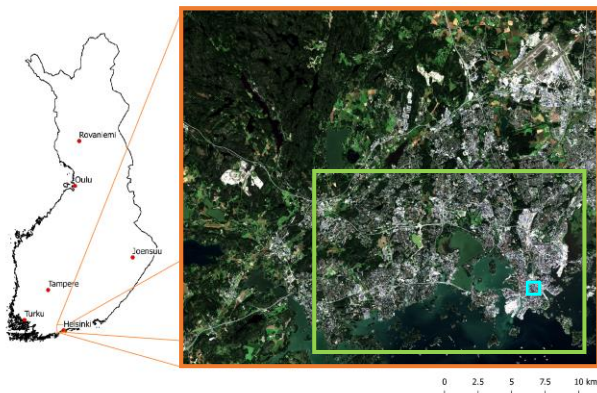 Rovaniemi
Oulu
Joensuu
Tampere
Turku
Helsinki
0 2.5 5 7.5 10 km